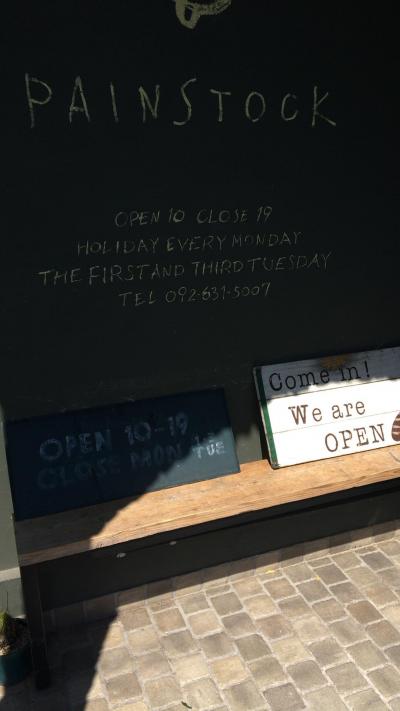 PAINSTOCK
OPEN 10 CLOSE 19
HOLIDAY EVERY MONDAY
THE FIRST AND THIRD TUESDAY
TEL 092-631-5007
Come in!
We are
OPEN
OPEN 10-19
CLOSE MON TUE